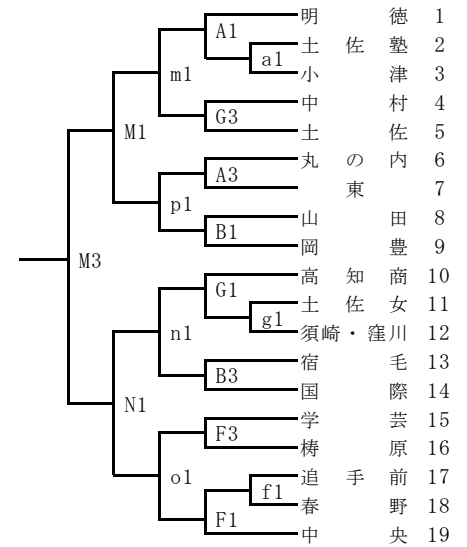 明徳 1
A1
土佐塾 2
a1
小津 3
m1
中村 4
G3
土佐 5
M1
丸の内 6
A3
東 7
p1
山田 8
B1
岡豊 9
M3
高知商 10
G1
土佐女 11
g1
須崎・窪川 12
n1
宿毛 13
B3
国際 14
N1
学芸 15
F3
梼原 16
o1
追手前 17
f1
春野 18
F1
中央 19